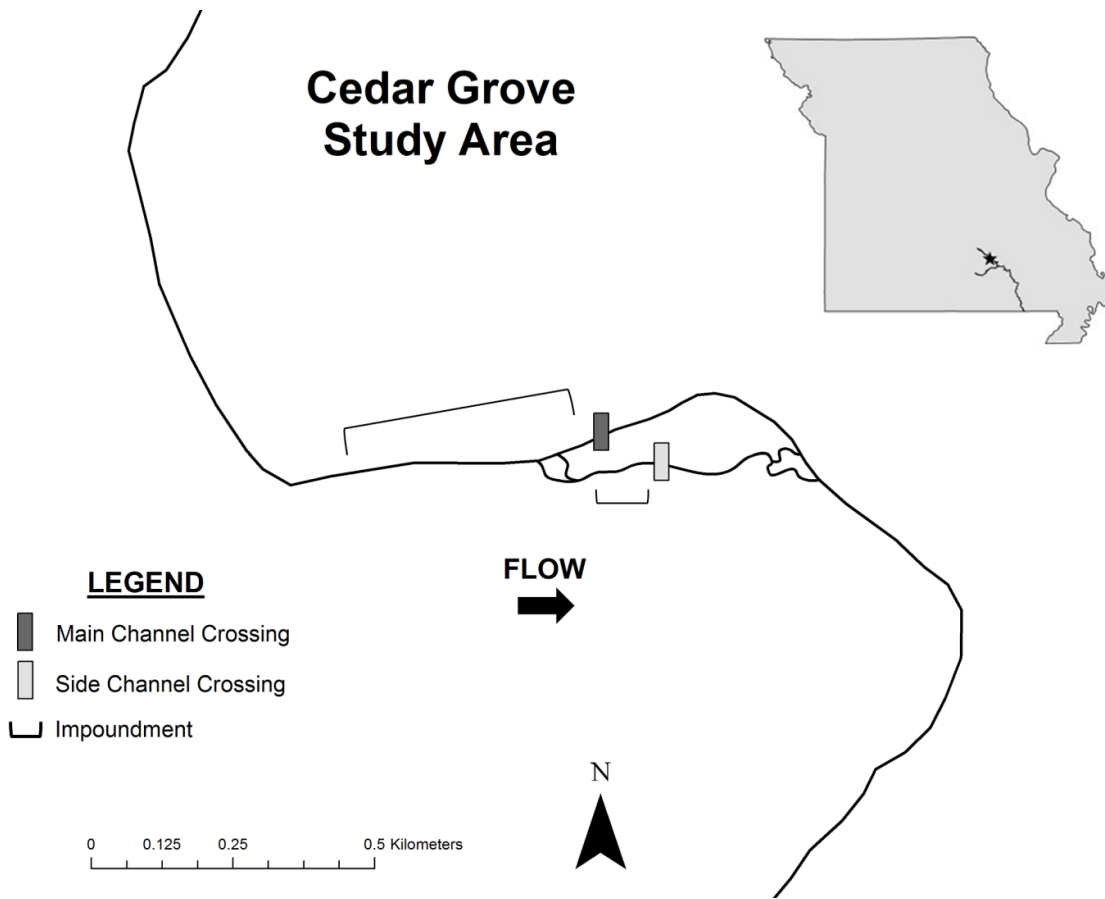 Cedar Grove
Study Area
FLOW
LEGEND
Main Channel Crossing
Side Channel Crossing
Impoundment
N
0 0.125 0.25 0.5 Kilometers